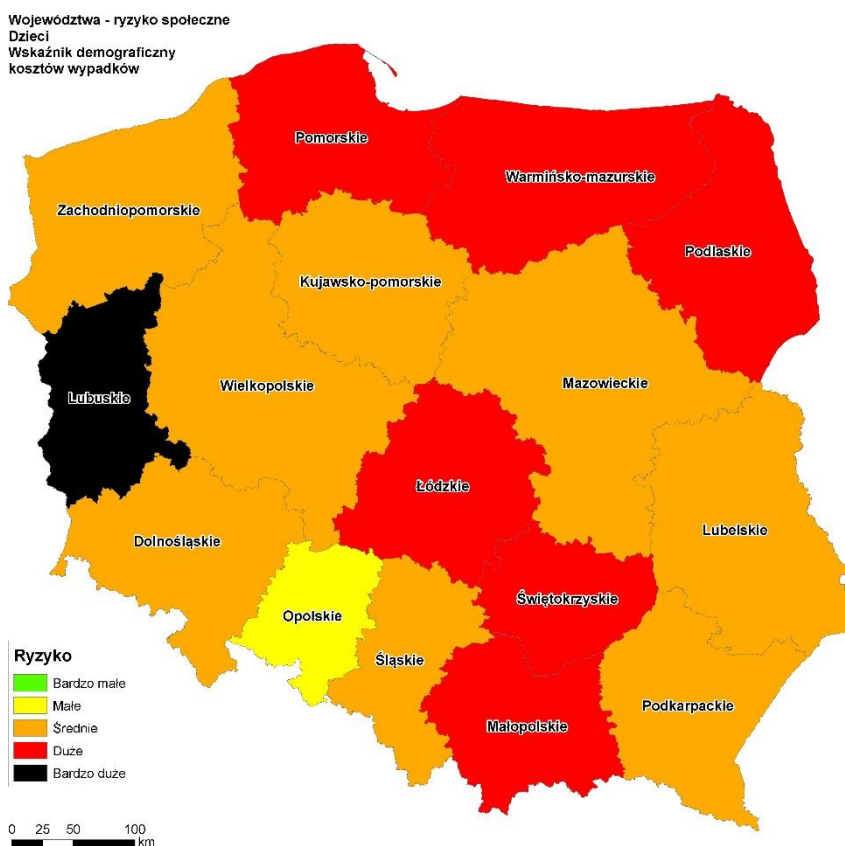 Województwa - ryzyko społeczne
Dzieci
Wskaźnik demograficzny
kosztów wypadków
Pomorskie
Warmińsko-mazurskie
Zachodniopomorskie
Podlaskie
Kujawsko-pomorskie
Lubuskie
Wielkopolskie
Mazowieckie
Łódzkie
Dolnośląskie
Lubelskie
Świętokrzyskie
Opolskie
Śląskie
Podkarpackie
Małopolskie
Ryzyko
Bardzo małe
Małe
Średnie
Duże
Bardzo duże
0 25 50 100
km